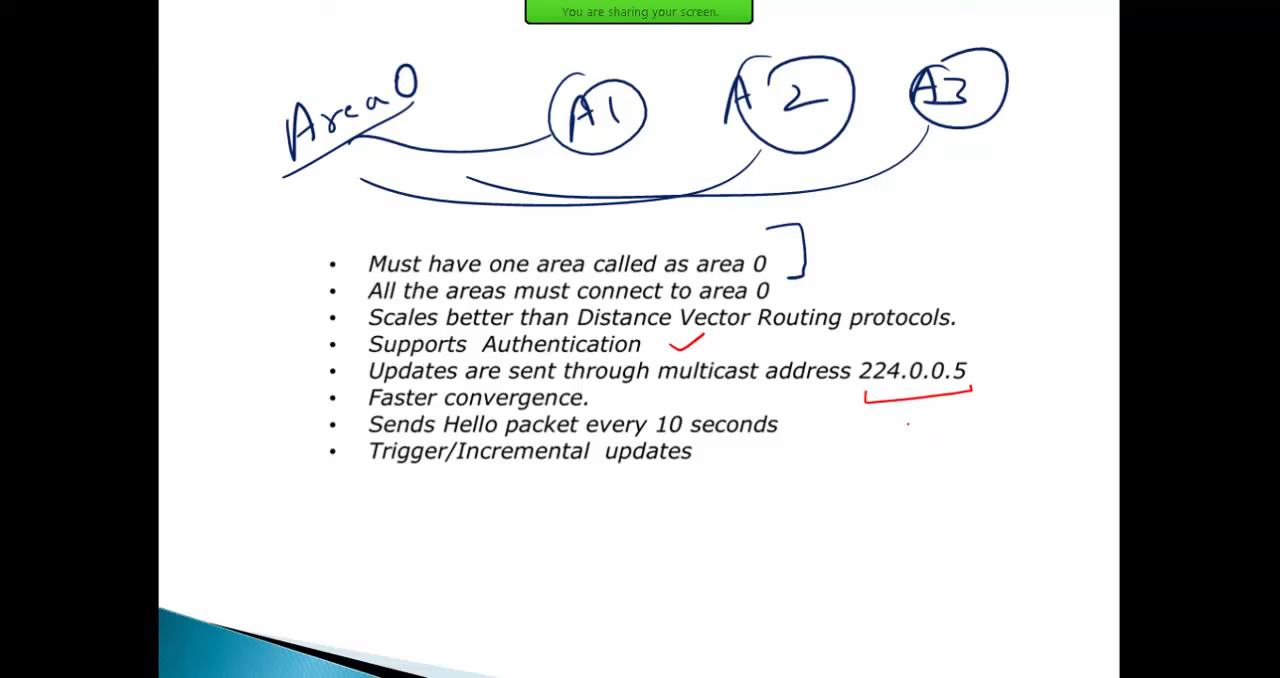 You are sharing your screen.
Area 0 A1 A2 A3
• Must have one area called as area 0
• All the areas must connect to area 0
• Scales better than Distance Vector Routing protocols.
• Supports Authentication
• Updates are sent through multicast address 224.0.0.5
• Faster convergence.
• Sends Hello packet every 10 seconds
• Trigger/Incremental updates